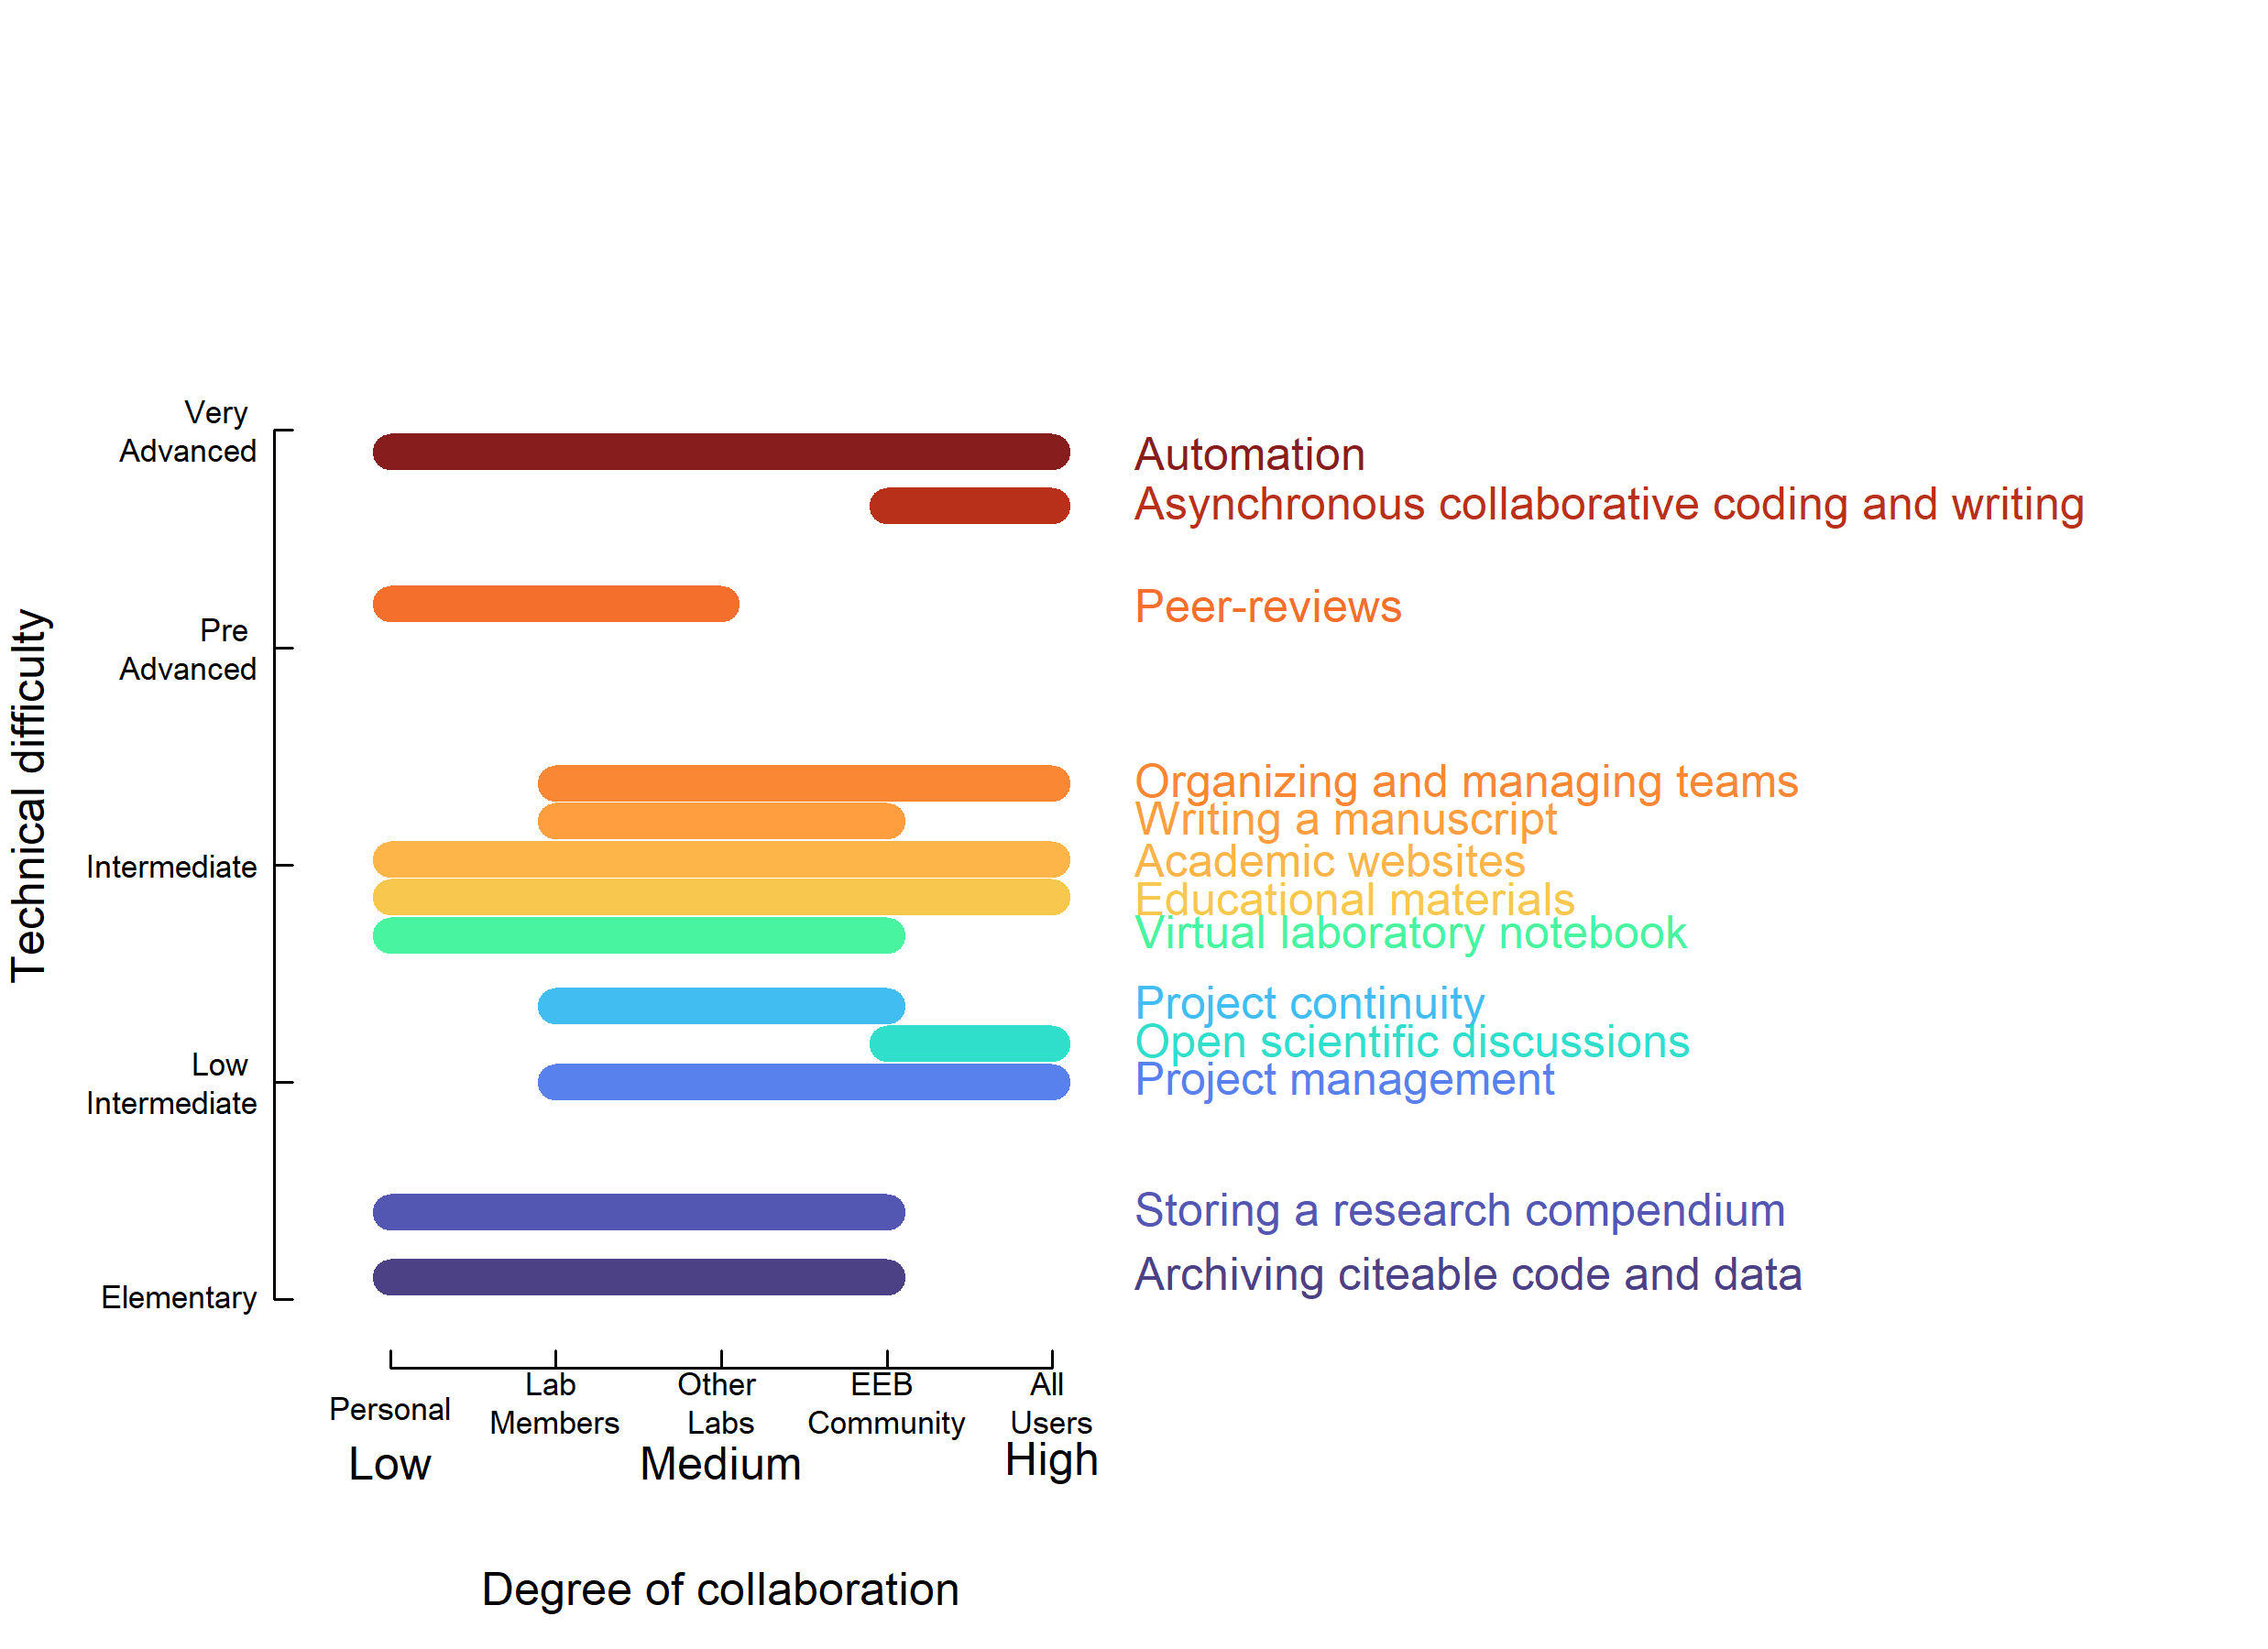 Technical difficulty
Very
Advanced
Pre
Advanced
Intermediate
Low
Intermediate
Elementary
Automation
Asynchronous collaborative coding and writing
Peer-reviews
Organizing and managing teams
Writing a manuscript
Academic websites
Educational materials
Virtual laboratory notebook
Project continuity
Open scientific discussions
Project management
Storing a research compendium
Archiving citeable code and data
Personal
Lab
Members
Other
Labs
EEB
Community
All
Users
Low
Medium
High
Degree of collaboration